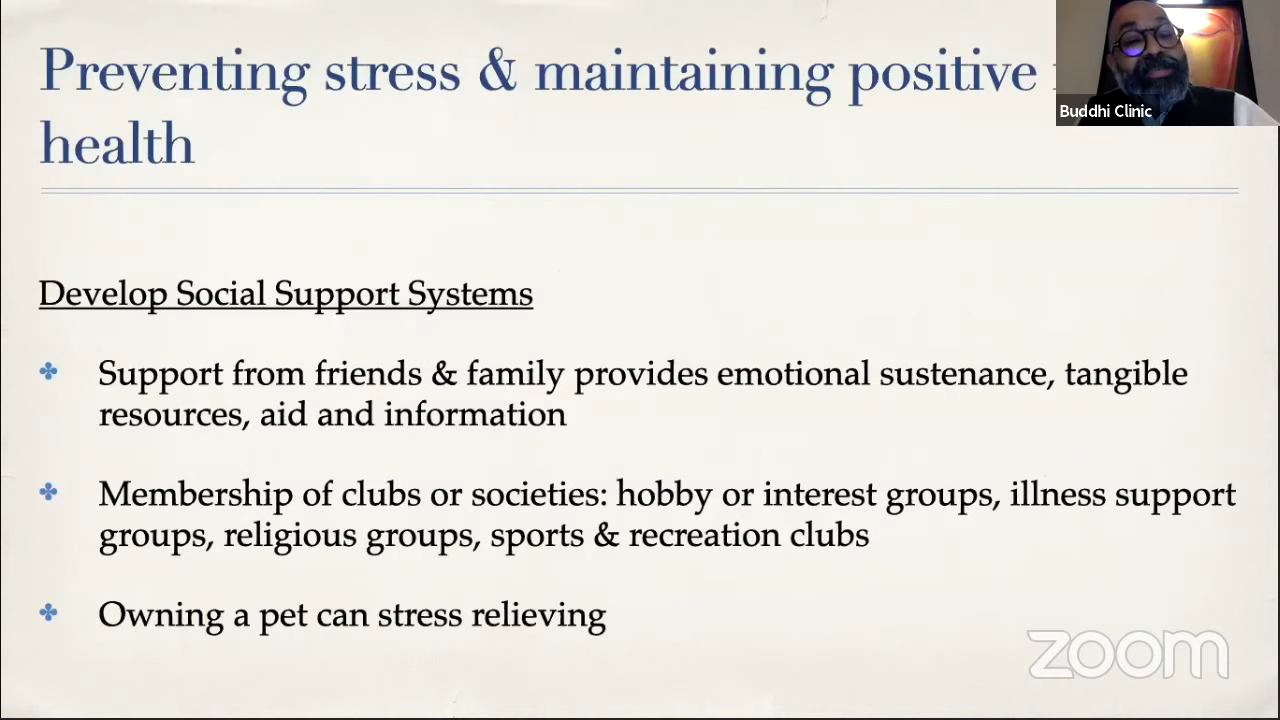 Preventing stress & maintaining positive
health
Buddhi Clinic
Develop Social Support Systems
Support from friends & family provides emotional sustenance, tangible
resources, aid and information
Membership of clubs or societies: hobby or interest groups, illness support
groups, religious groups, sports & recreation clubs
Owning a pet can stress relieving
zoom